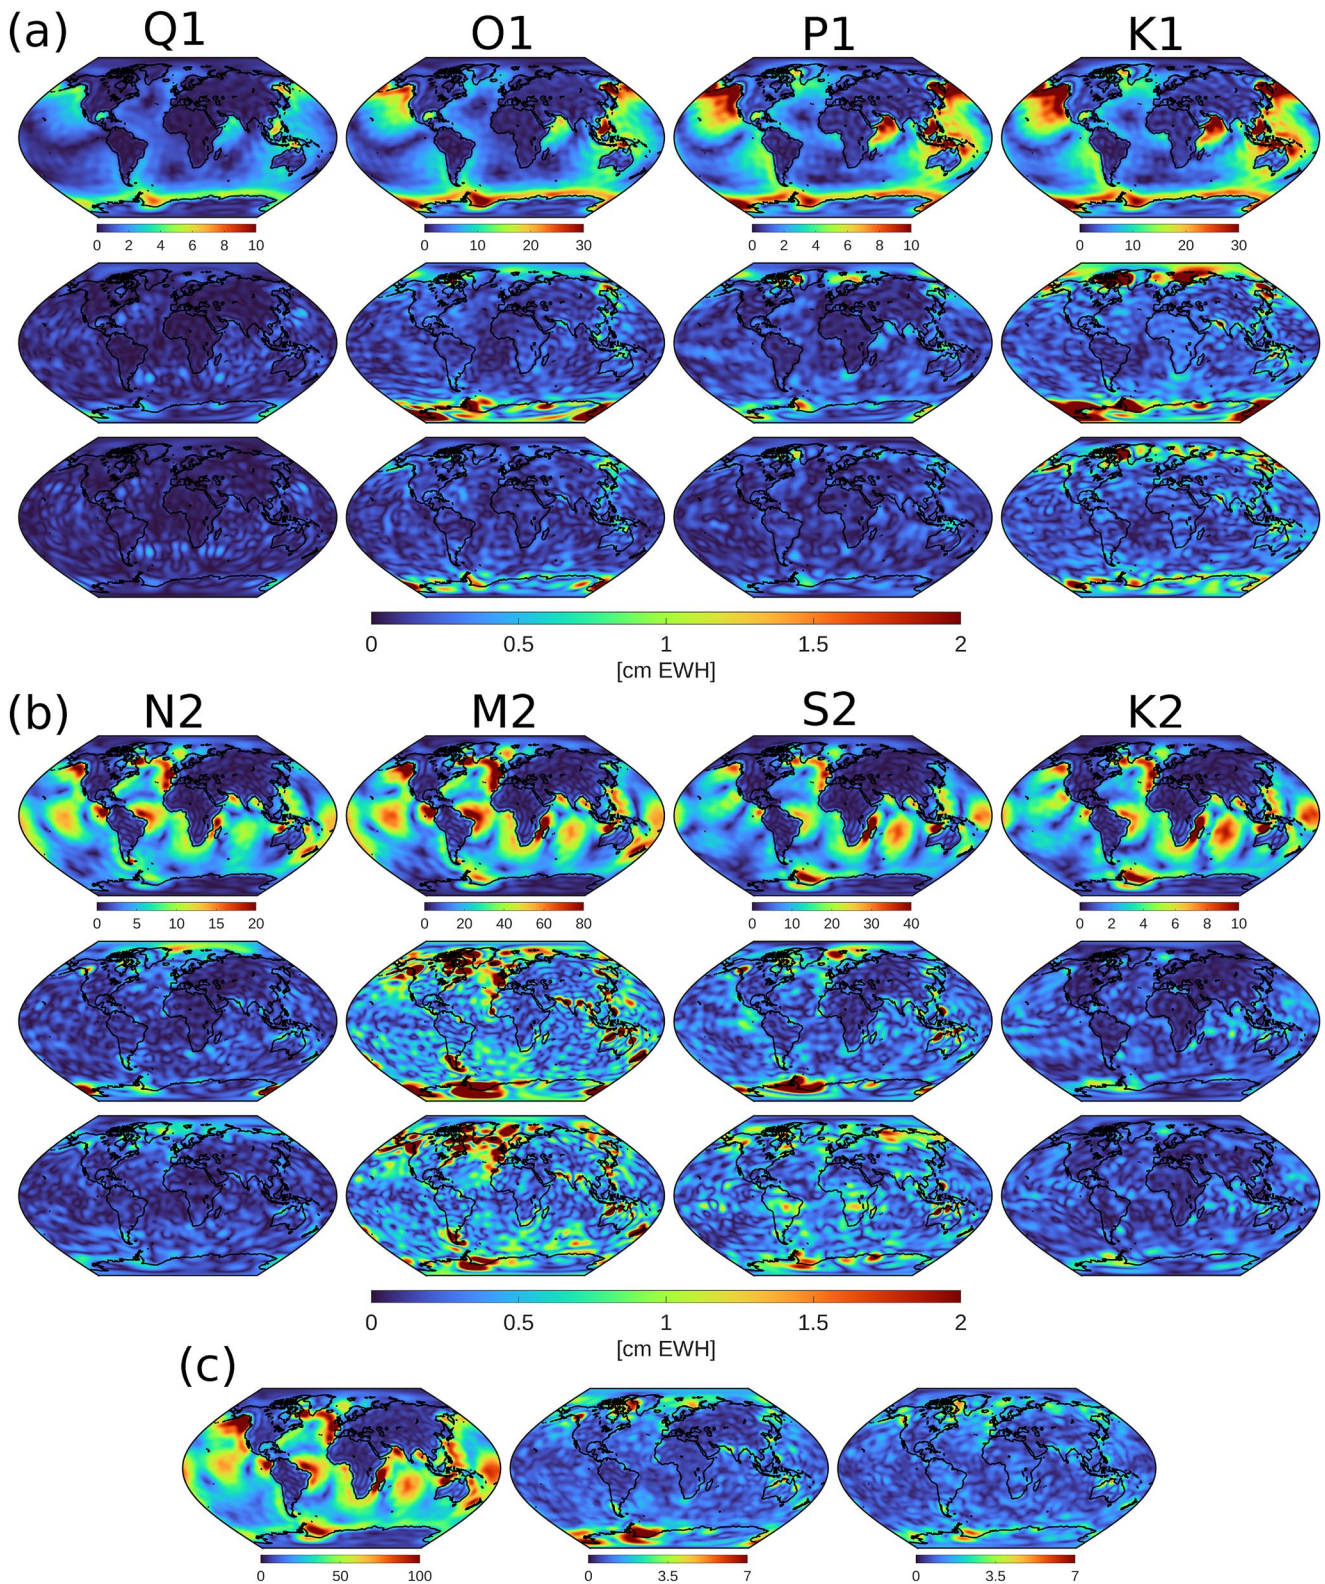 (a) Q1 O1 P1 K1
0 2 4 6 8 10 0 10 20 30 0 2 4 6 8 10 0 10 20 30
0 0.5 1 1.5 2
[cm EWH]
(b) N2 M2 S2 K2
0 5 10 15 20 0 20 40 60 80 0 10 20 30 40 0 2 4 6 8 10
0 0.5 1 1.5 2
[cm EWH]
(c)
0 50 100 0 3.5 7 0 3.5 7